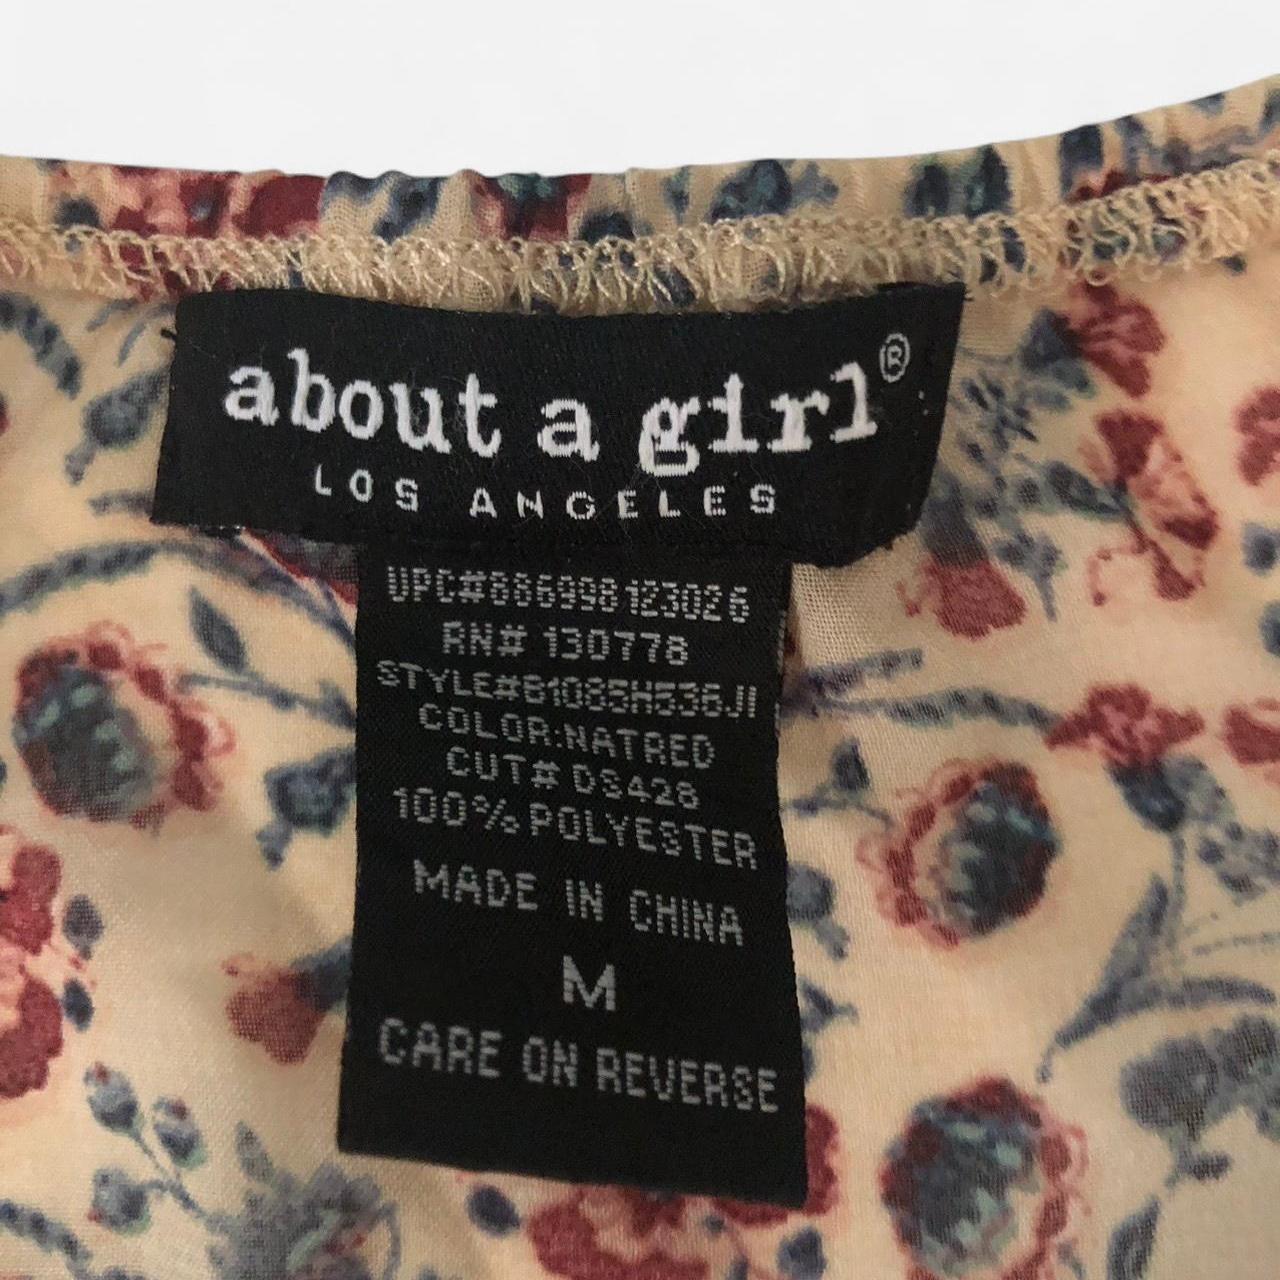 about a girl®
LOS ANGELES
UPC#886998123026
RN# 130778
STYLE#B1085H536JI
COLOR:NATRED
CUT# DS428
100% POLYESTER
MADE IN CHINA
M
CARE ON REVERSE